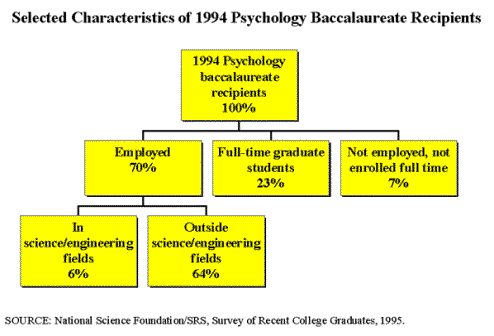 Selected Characteristics of 1994 Psychology Baccalaureate Recipients
1994 Psychology
baccalaureate
recipients
100%
Employed
70%
Full-time graduate
students
23%
Not employed, not
enrolled full time
7%
In
science/engineering
fields
6%
Outside
science/engineering
fields
64%
SOURCE: National Science Foundation/SRS, Survey of Recent College Graduates, 1995.